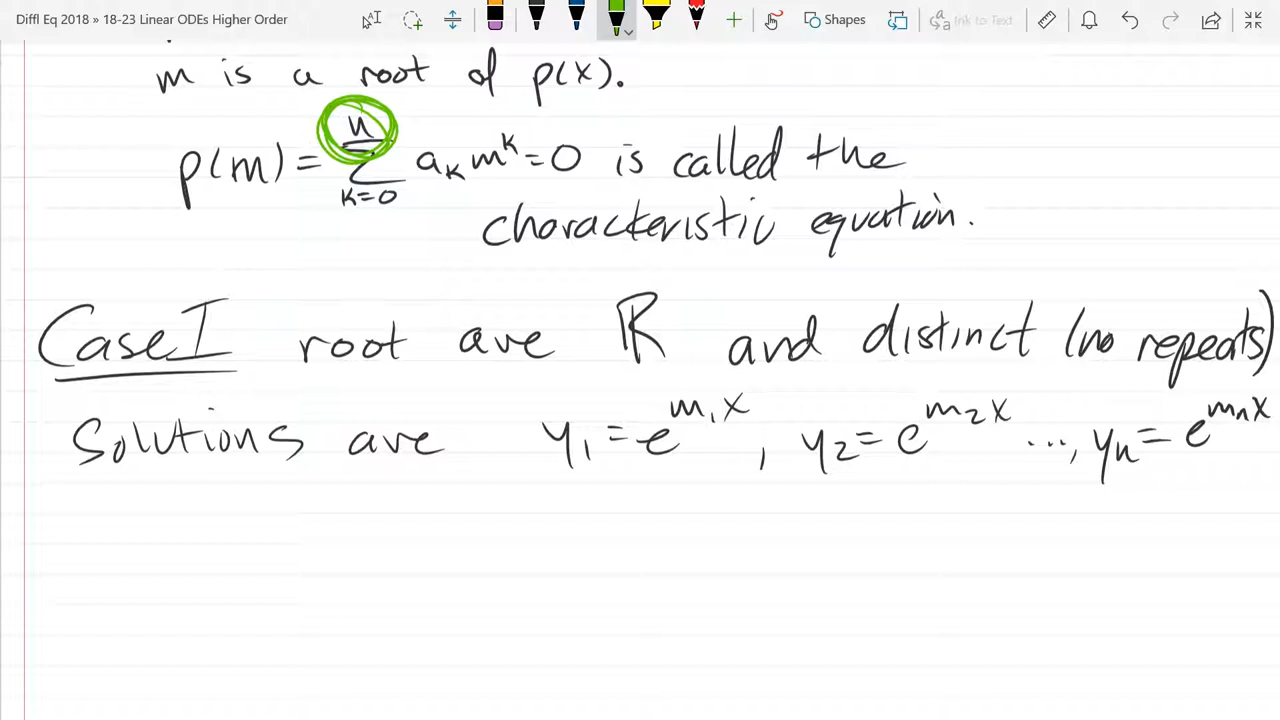 Diffl Eq 2018 » 18-23 Linear ODEs Higher Order
Shapes
Ink to Text
m is a root of p(x).
p(m) = n Σ k=0 aₖ mᵏ = 0 is called the
characteristic equation.
Case I root are ℝ and distinct (no repeats)
Solutions are y₁ = e^m₁x, y₂ = e^m₂x ..., yₙ = e^mₙx